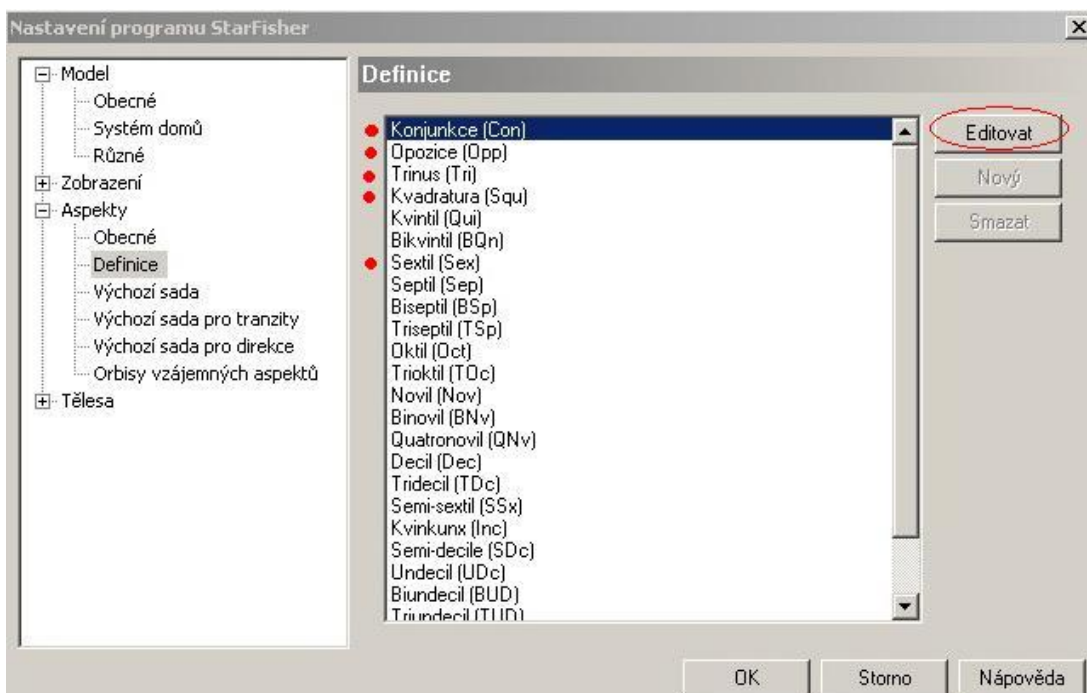 Nastavení programu StarFisher
Model
Obecné
Systém domů
Různé
Zobrazení
Aspekty
Obecné
Definice
Výchozí sada
Výchozí sada pro tranzity
Výchozí sada pro direkce
Orbisy vzájemných aspektů
Tělesa
Definice
Konjunkce (Con)
Opozice (Opp)
Trinus (Tri)
Kvadratura (Squ)
Kvintil (Qui)
Bikvintil (BQn)
Sextil (Sex)
Septil (Sep)
Biseptil (BSp)
Triseptil (TSp)
Oktil (Oct)
Trioktil (TOc)
Novil (Nov)
Binovil (BNv)
Quatronovil (QNv)
Decil (Dec)
Tridecil (TDc)
Semi-sextil (SSx)
Kvinkunx (Inc)
Semi-decile (SDc)
Undecil (UDc)
Biundecil (BUD)
Triundecil (TUD)
Editovat
Nový
Smazat
OK
Storno
Nápověda